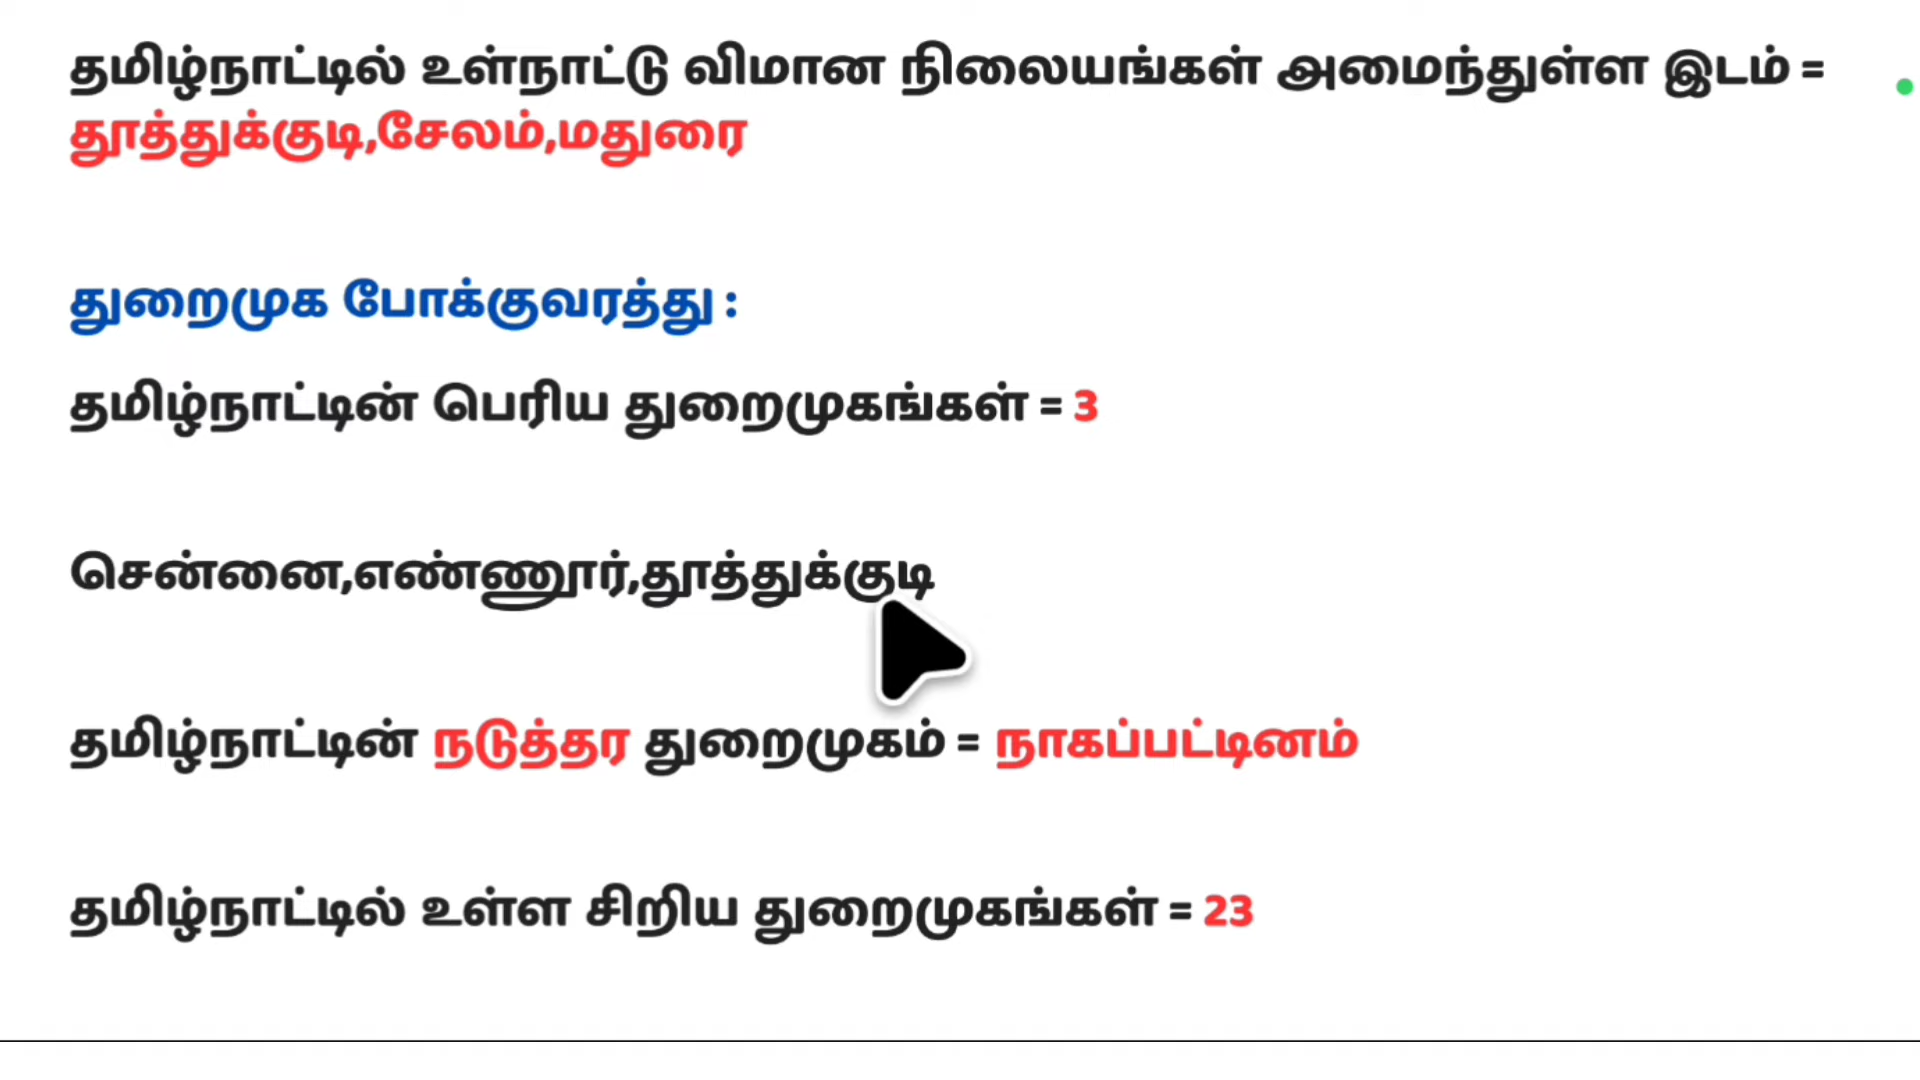 தமிழ்நாட்டில் உள்நாட்டு விமான நிலையங்கள் அமைந்துள்ள இடம் =
தூத்துக்குடி,சேலம்,மதுரை
துறைமுக போக்குவரத்து :
தமிழ்நாட்டின் பெரிய துறைமுகங்கள் = 3
சென்னை,எண்ணூர்,தூத்துக்குடி
தமிழ்நாட்டின் நடுத்தர துறைமுகம் = நாகப்பட்டினம்
தமிழ்நாட்டில் உள்ள சிறிய துறைமுகங்கள் = 23